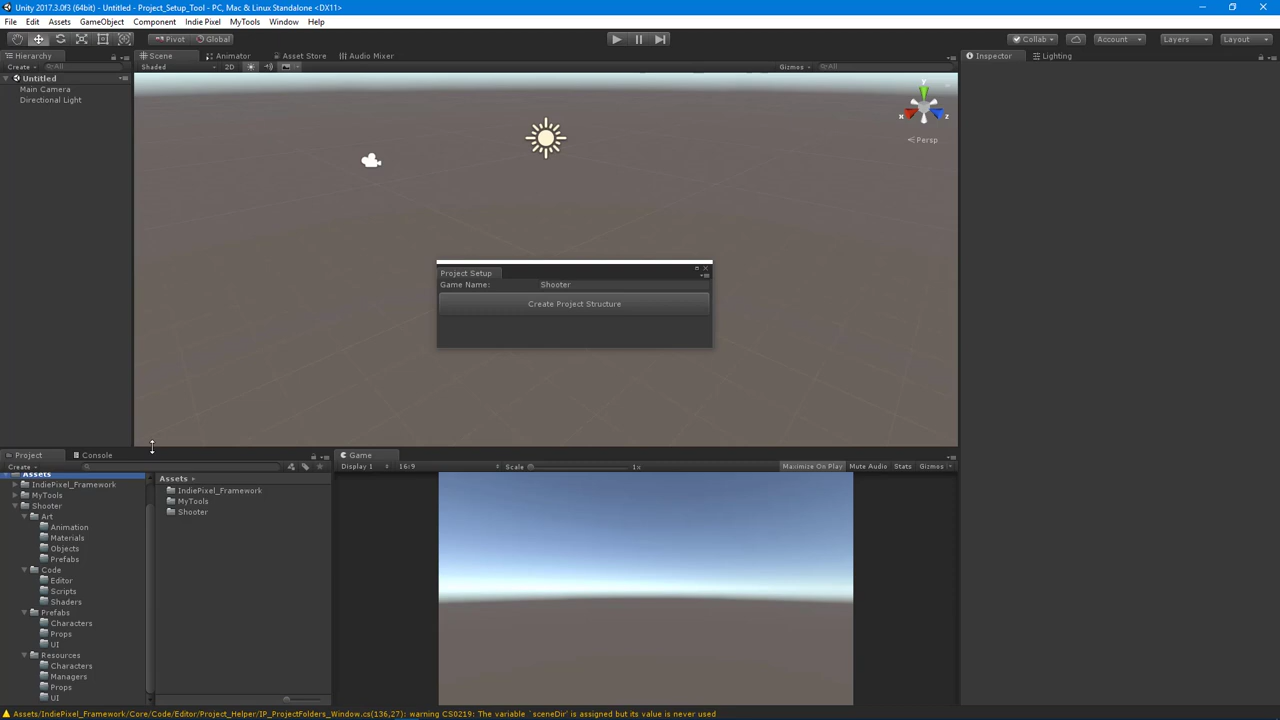 Unity 2017.3.0f3 (64bit) - Untitled - Project_Setup_Tool - PC, Mac & Linux Standalone <DX11>
File Edit Assets GameObject Component Indie Pixel MyTools Window Help
Pivot Global Collab Account Layers Layout
Hierarchy Scene Animator Asset Store Audio Mixer Inspector Lighting
Create All Shaded 2D Gizmos All
Untitled
Main Camera
Directional Light
y
x z
Persp
Project Setup
Game Name: Shooter
Create Project Structure
Project Console Game
Create Display 1 16:9 Scale 1x Maximize On Play Mute Audio Stats Gizmos
Assets
IndiePixel_Framework
MyTools
Shooter
Art
Animation
Materials
Objects
Prefabs
Code
Editor
Scripts
Shaders
Prefabs
Characters
Props
UI
Resources
Characters
Managers
Props
UI
Assets
IndiePixel_Framework
MyTools
Shooter
Assets/IndiePixel_Framework/Core/Code/Editor/Project_Helper/IP_ProjectFolders_Window.cs(136,27): warning CS0219: The variable `sceneDir' is assigned but its value is never used